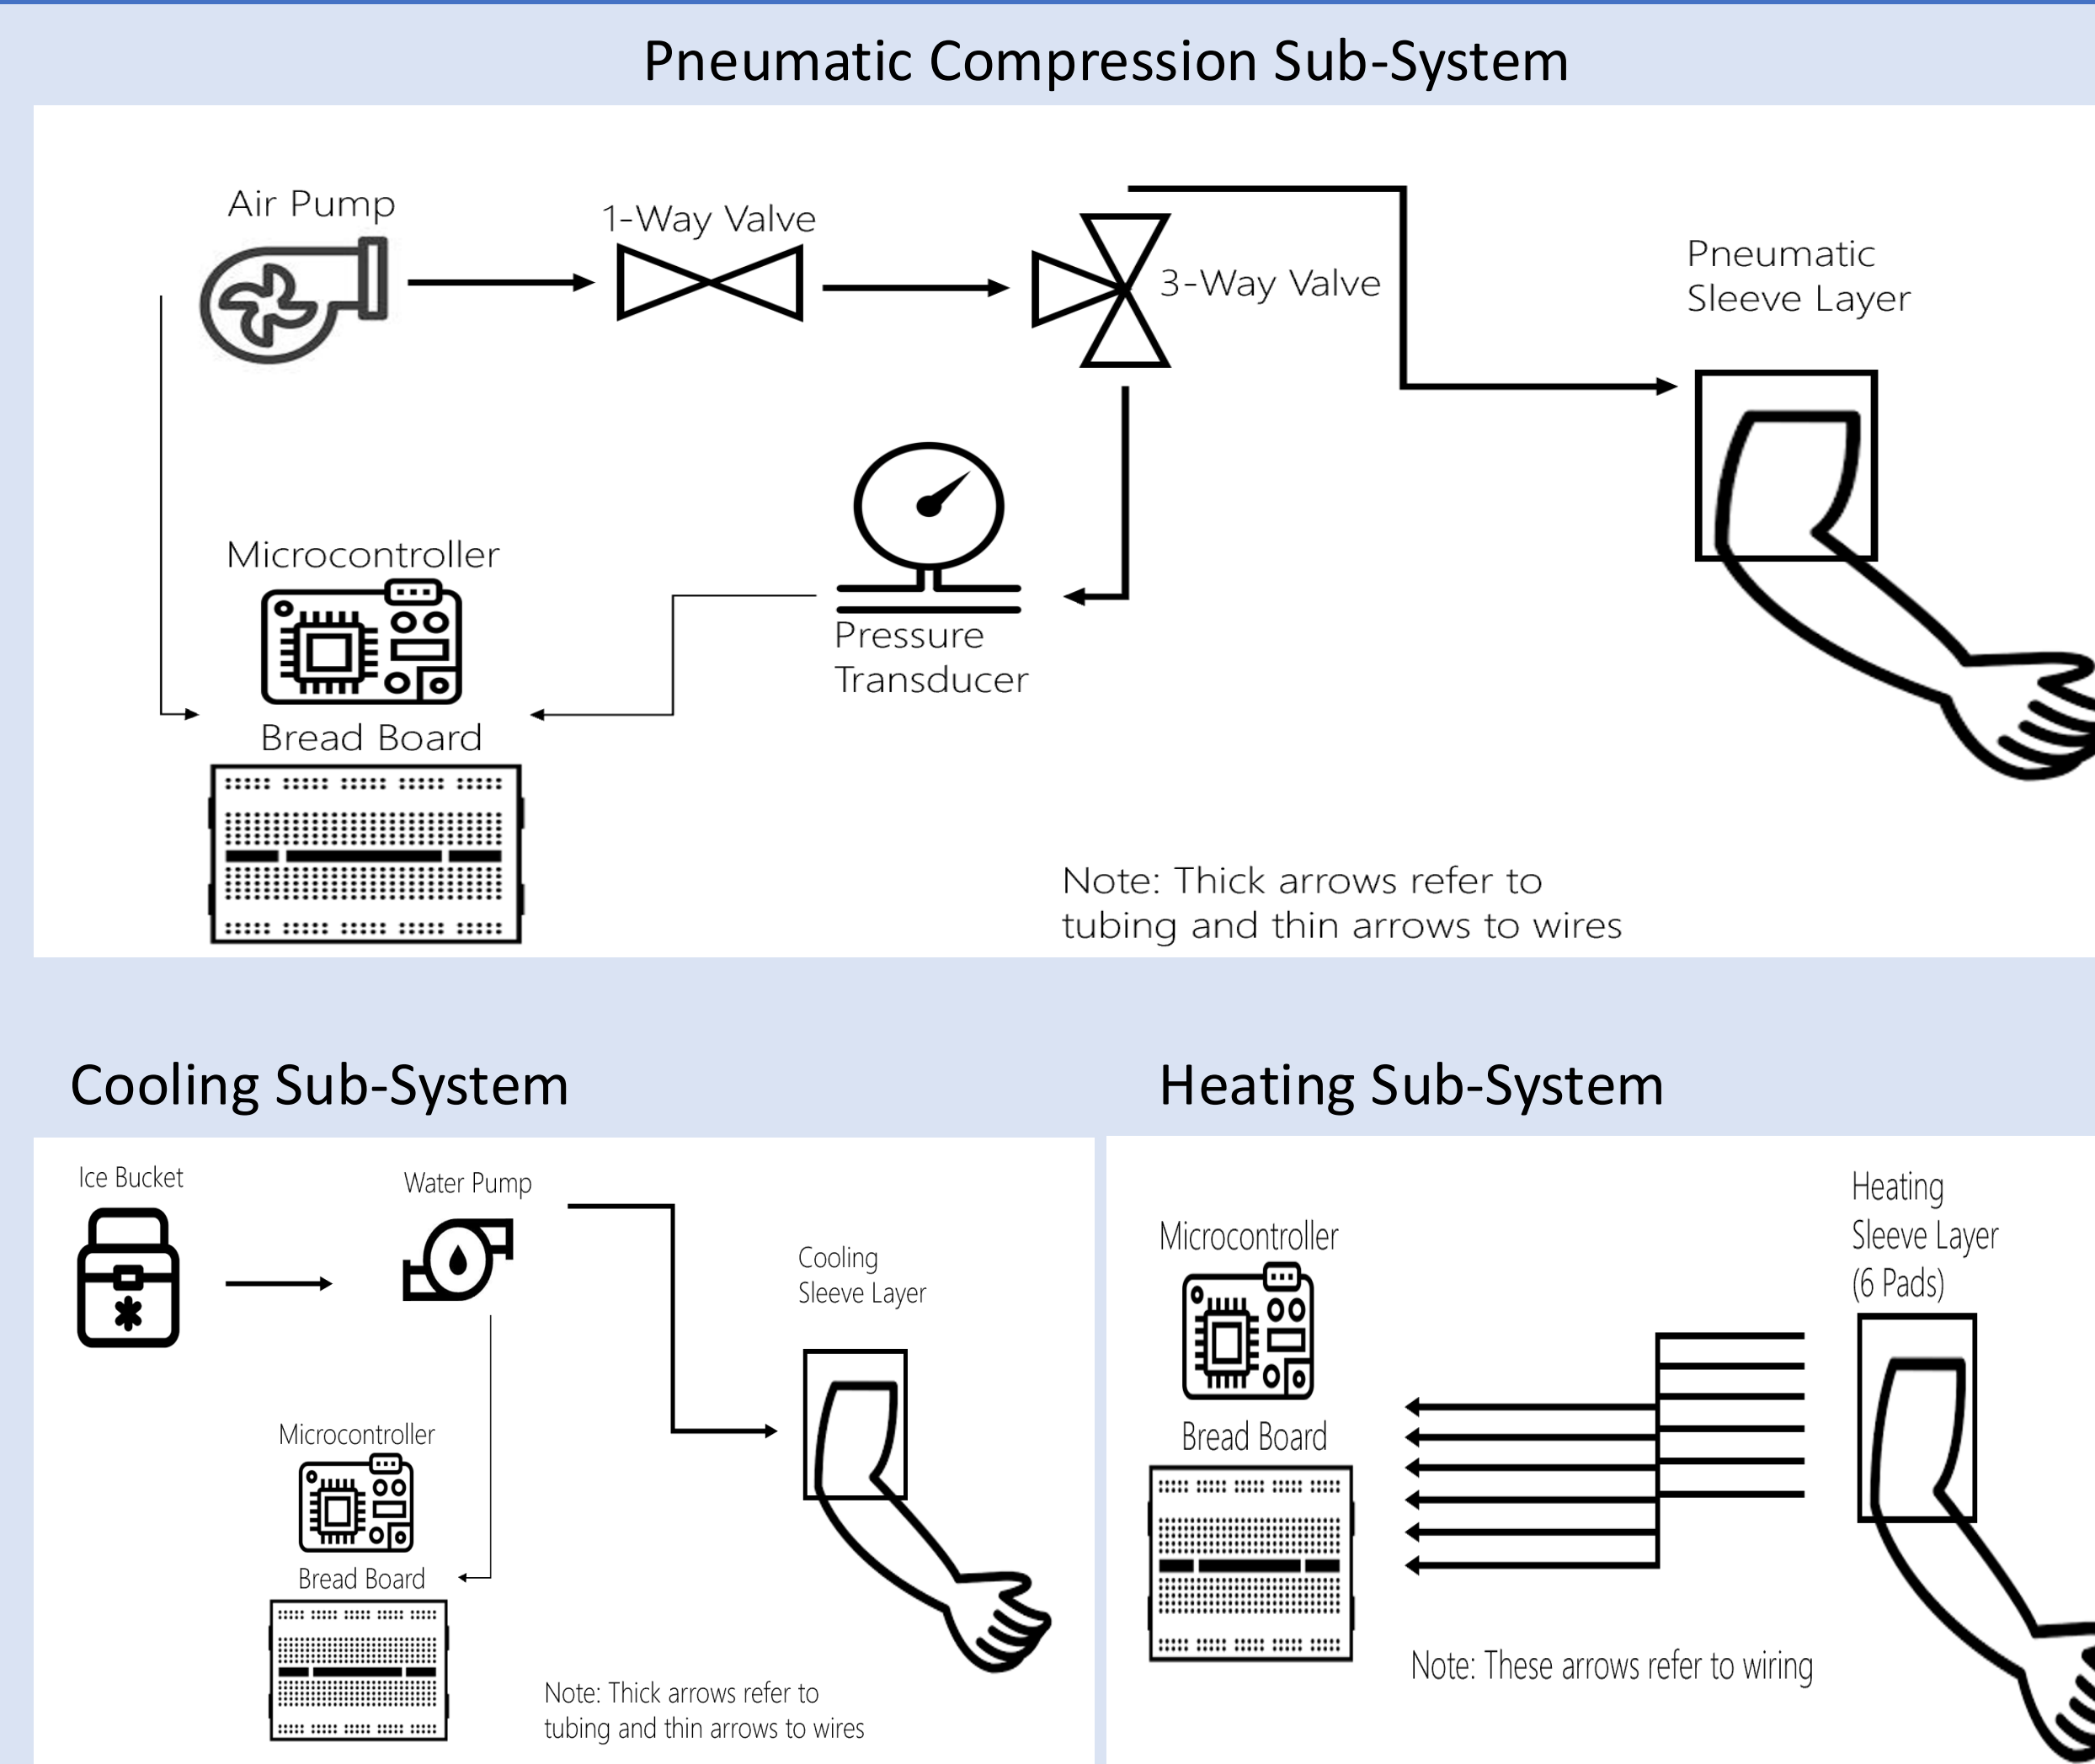 Pneumatic Compression Sub-System
Air Pump
1-Way Valve
3-Way Valve
Pneumatic
Sleeve Layer
Microcontroller
Bread Board
Pressure
Transducer
Note: Thick arrows refer to
tubing and thin arrows to wires
Cooling Sub-System
Ice Bucket
Water Pump
Cooling
Sleeve Layer
Microcontroller
Bread Board
Note: Thick arrows refer to
tubing and thin arrows to wires
Heating Sub-System
Heating
Sleeve Layer
(6 Pads)
Microcontroller
Bread Board
Note: These arrows refer to wiring